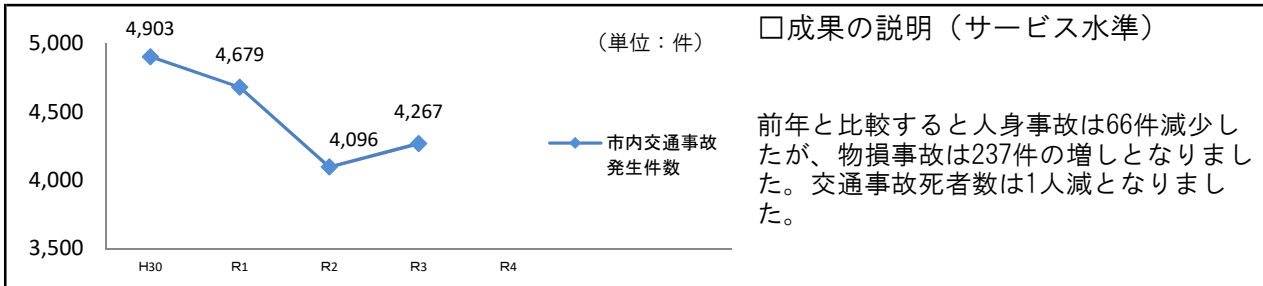 5,000
4,500
4,000
3,500
4,903
4,679
4,096
4,267
（単位：件）
市内交通事故
発生件数
H30
R1
R2
R3
R4
□成果の説明（サービス水準）
前年と比較すると人身事故は66件減少し
たが、物損事故は237件の増しとなりまし
た。交通事故死者数は1人減となりまし
た。